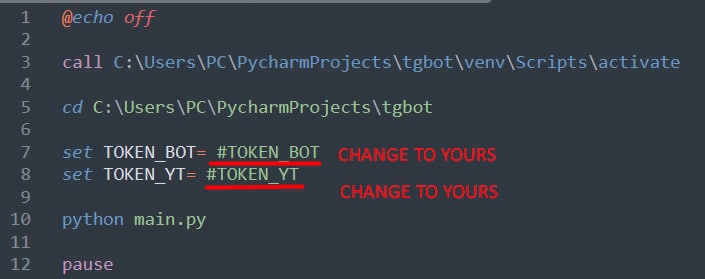 1 @echo off
2
3 call C:\Users\PC\PycharmProjects\tgbot\venv\Scripts\activate
4
5 cd C:\Users\PC\PycharmProjects\tgbot
6
7 set TOKEN_BOT= #TOKEN_BOT CHANGE TO YOURS
8 set TOKEN_YT= #TOKEN_YT CHANGE TO YOURS
9
10 python main.py
11
12 pause